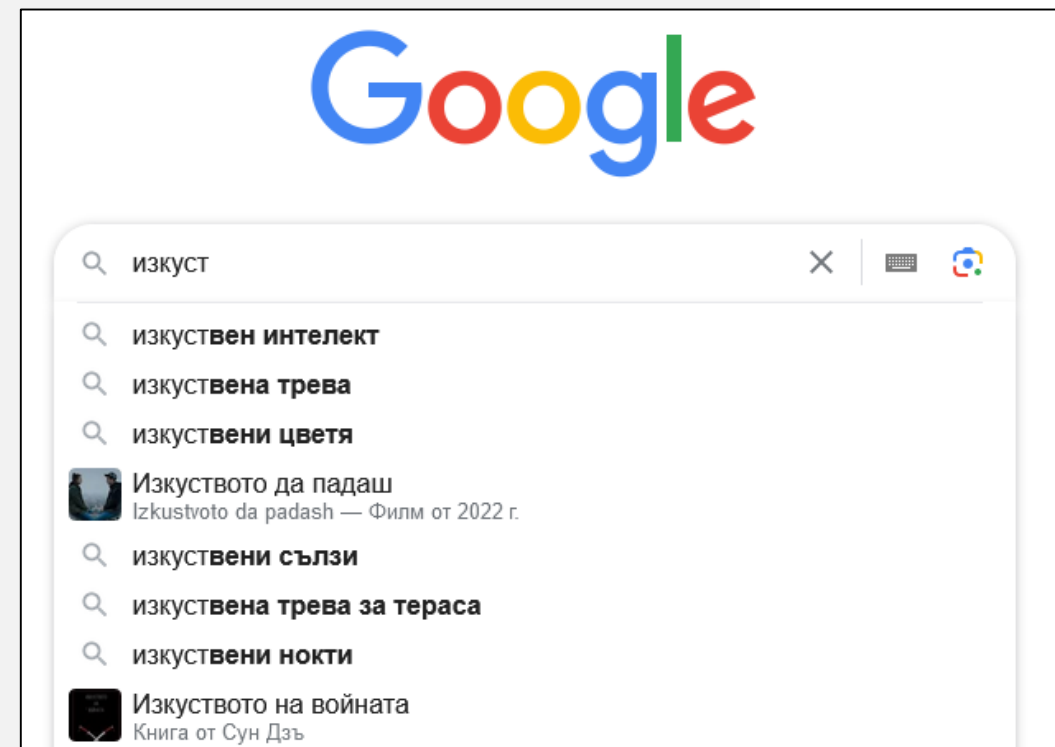 Google
изкуст
изкуствен интелект
изкуствена трева
изкуствени цветя
Изкуството да падаш
Izkustvoto da padash — Филм от 2022 г.
изкуствени сълзи
изкуствена трева за тераса
изкуствени нокти
Изкуството на войната
Книга от Сун Дзъ